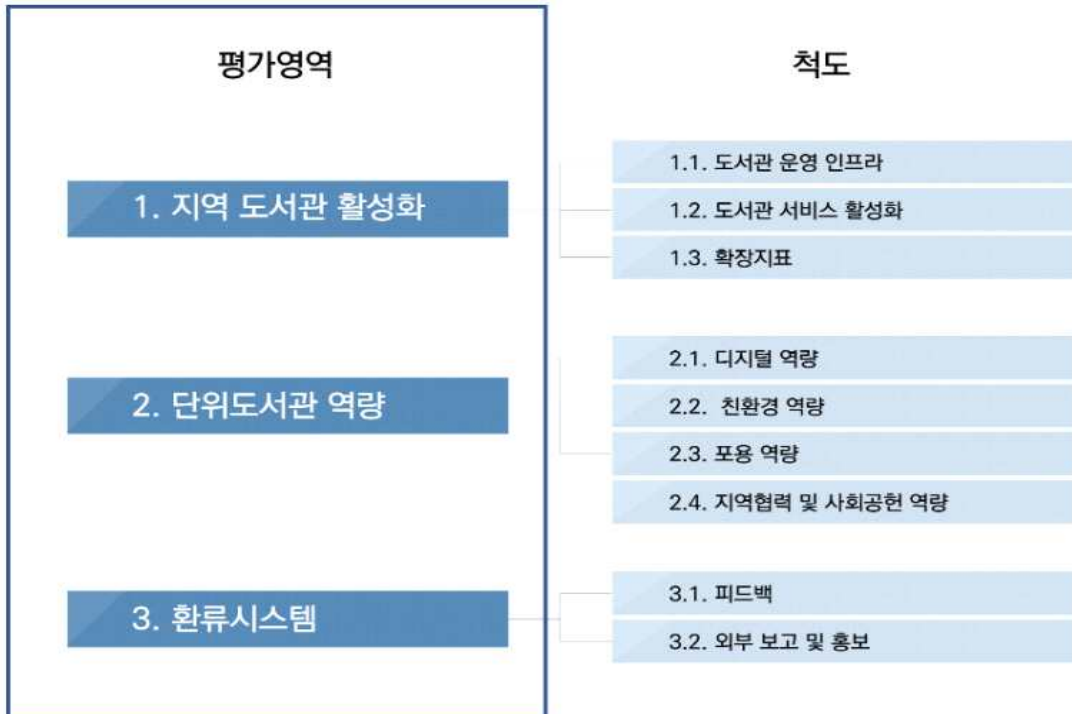 평가영역
척도
1. 지역 도서관 활성화
1.1. 도서관 운영 인프라
1.2. 도서관 서비스 활성화
1.3. 확장지표
2. 단위도서관 역량
2.1. 디지털 역량
2.2. 친환경 역량
2.3. 포용 역량
2.4. 지역협력 및 사회공헌 역량
3. 환류시스템
3.1. 피드백
3.2. 외부 보고 및 홍보